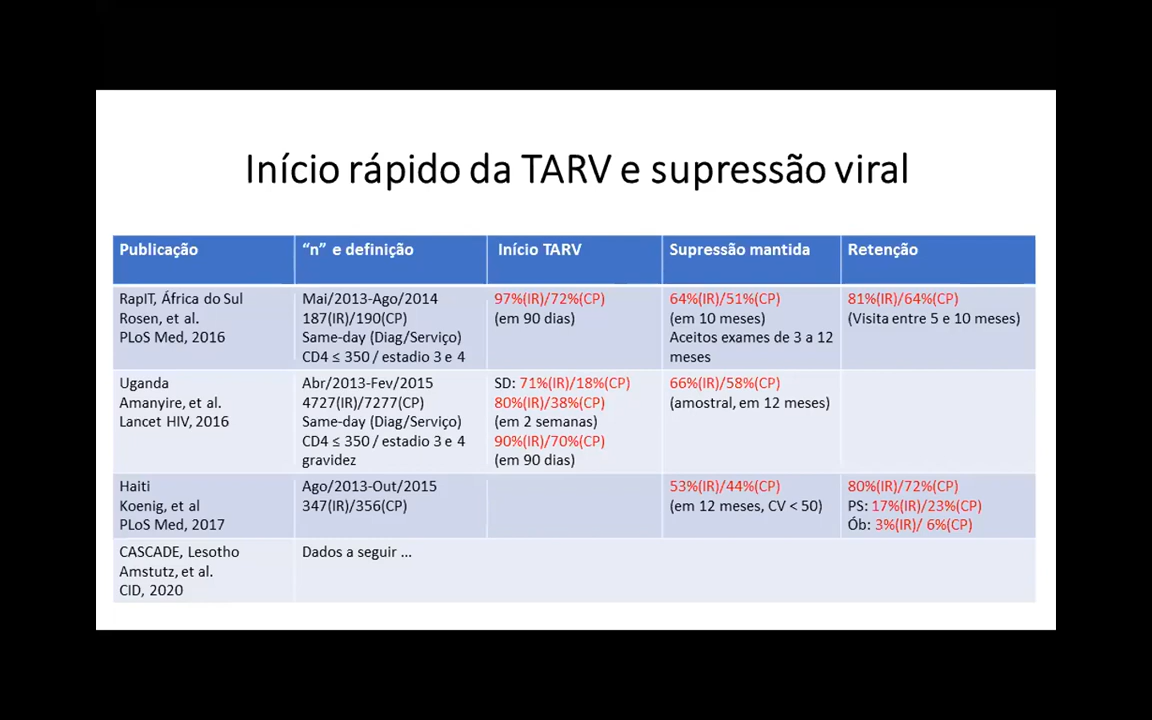 Início rápido da TARV e supressão viral
Publicação
“n” e definição
Início TARV
Supressão mantida
Retenção
RapIT, África do Sul
Rosen, et al.
PLoS Med, 2016
Mai/2013-Ago/2014
187(IR)/190(CP)
Same-day (Diag/Serviço)
CD4 ≤ 350 / estadio 3 e 4
97%(IR)/72%(CP)
(em 90 dias)
64%(IR)/51%(CP)
(em 10 meses)
Aceitos exames de 3 a 12
meses
81%(IR)/64%(CP)
(Visita entre 5 e 10 meses)
Uganda
Amanyire, et al.
Lancet HIV, 2016
Abr/2013-Fev/2015
4727(IR)/7277(CP)
Same-day (Diag/Serviço)
CD4 ≤ 350 / estadio 3 e 4
gravidez
SD: 71%(IR)/18%(CP)
80%(IR)/38%(CP)
(em 2 semanas)
90%(IR)/70%(CP)
(em 90 dias)
66%(IR)/58%(CP)
(amostral, em 12 meses)
Haiti
Koenig, et al
PLoS Med, 2017
Ago/2013-Out/2015
347(IR)/356(CP)
53%(IR)/44%(CP)
(em 12 meses, CV < 50)
80%(IR)/72%(CP)
PS: 17%(IR)/23%(CP)
Ób: 3%(IR)/ 6%(CP)
CASCADE, Lesotho
Amstutz, et al.
CID, 2020
Dados a seguir ...